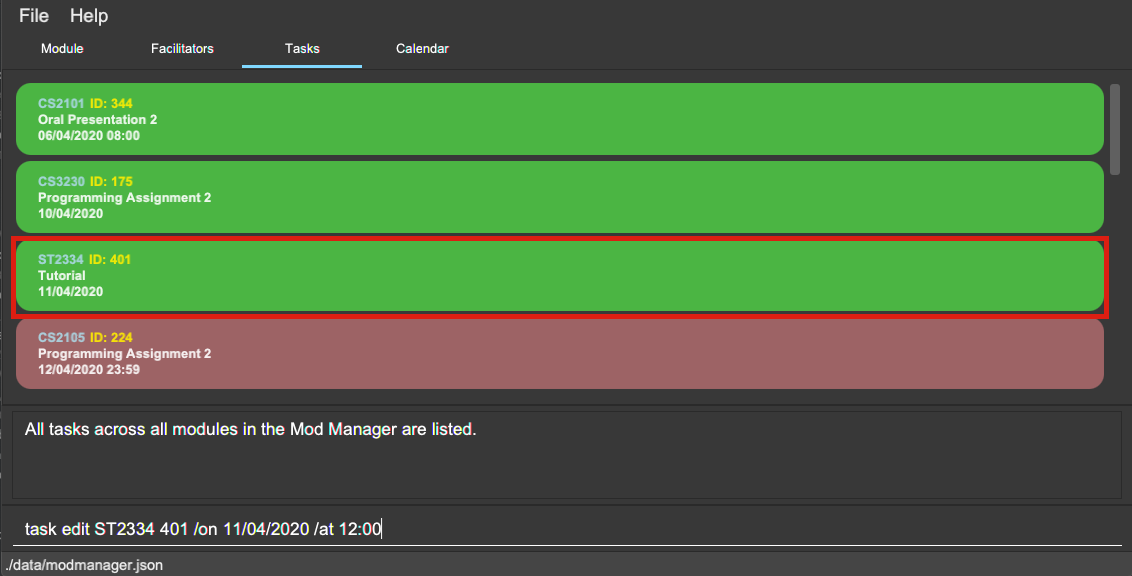 File Help
Module Facilitators Tasks Calendar
CS2101 ID: 344
Oral Presentation 2
06/04/2020 08:00
CS3230 ID: 175
Programming Assignment 2
10/04/2020
ST2334 ID: 401
Tutorial
11/04/2020
CS2105 ID: 224
Programming Assignment 2
12/04/2020 23:59
All tasks across all modules in the Mod Manager are listed.
task edit ST2334 401 /on 11/04/2020 /at 12:00
./data/modmanager.json